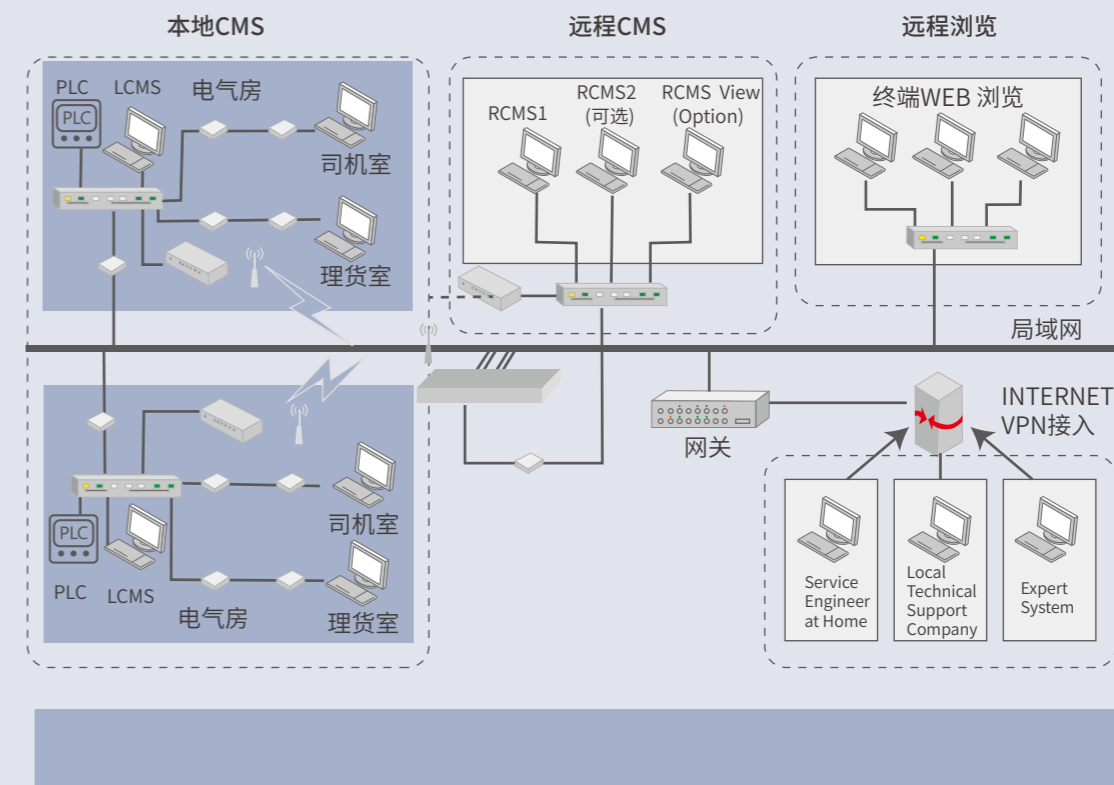 本地CMS
远程CMS
远程浏览
PLC
LCMS
电气房
PLC
司机室
理货室
RCMS1
RCMS2
(可选)
RCMS View
(Option)
终端WEB 浏览
局域网
网关
INTERNET
VPN接入
司机室
PLC
PLC
LCMS
电气房
理货室
Service
Engineer
at Home
Local
Technical
Support
Company
Expert
System